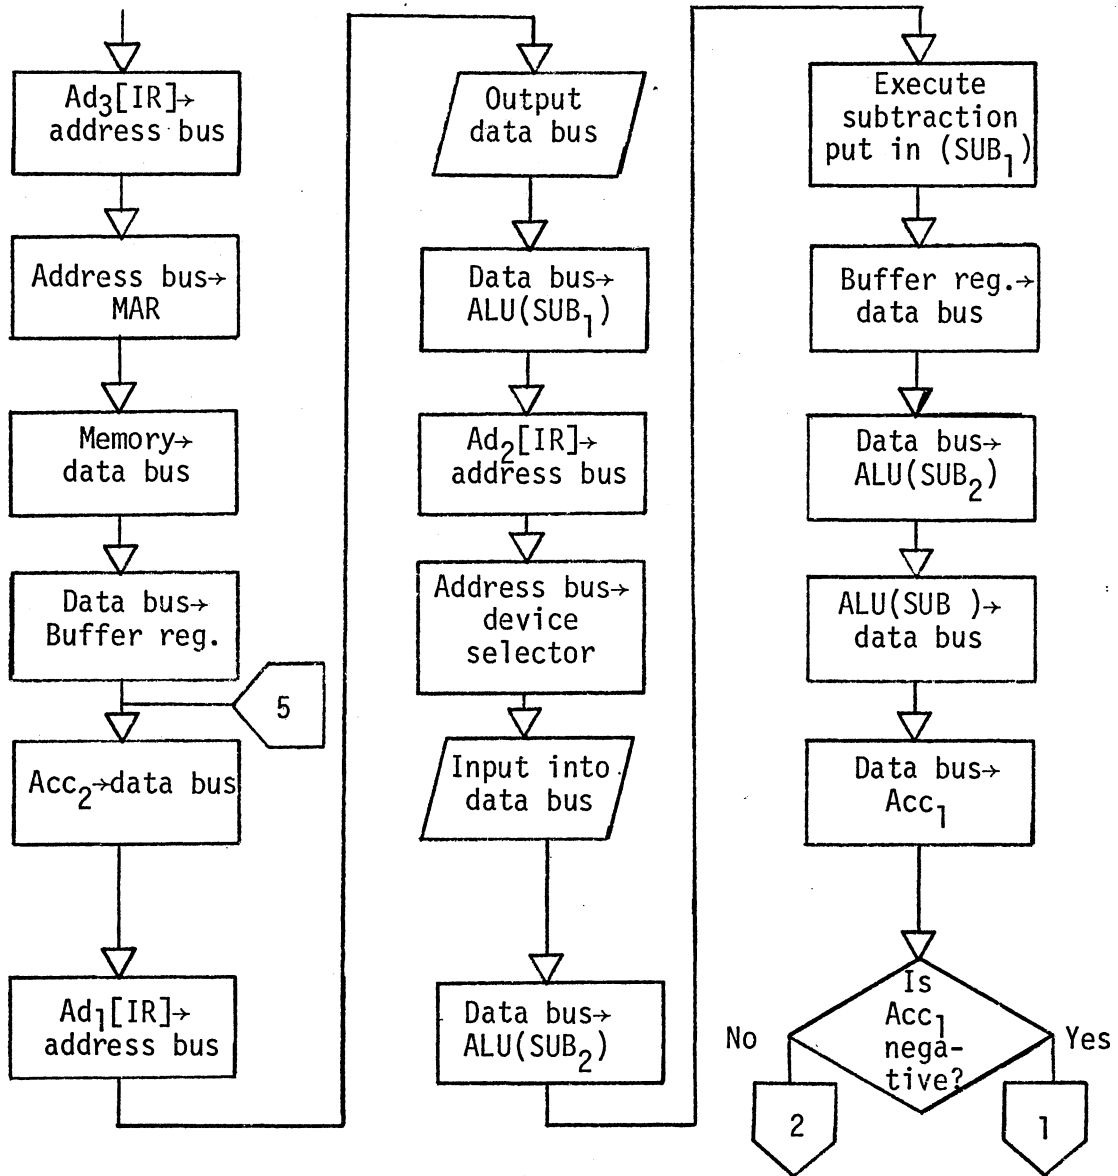 Ad3[IR]→
address bus
Address bus→
MAR
Memory→
data bus
Data bus→
Buffer reg.
5
Acc2→data bus
Ad1[IR]→
address bus
Output
data bus
Data bus→
ALU(SUB1)
Ad2[IR]→
address bus
Address bus→
device
selector
Input into
data bus
Data bus→
ALU(SUB2)
Execute
subtraction
put in (SUB1)
Buffer reg.→
data bus
Data bus→
ALU(SUB2)
ALU(SUB )→
data bus
Data bus→
Acc1
Is
Acc1
nega-
tive?
No
Yes
2
1